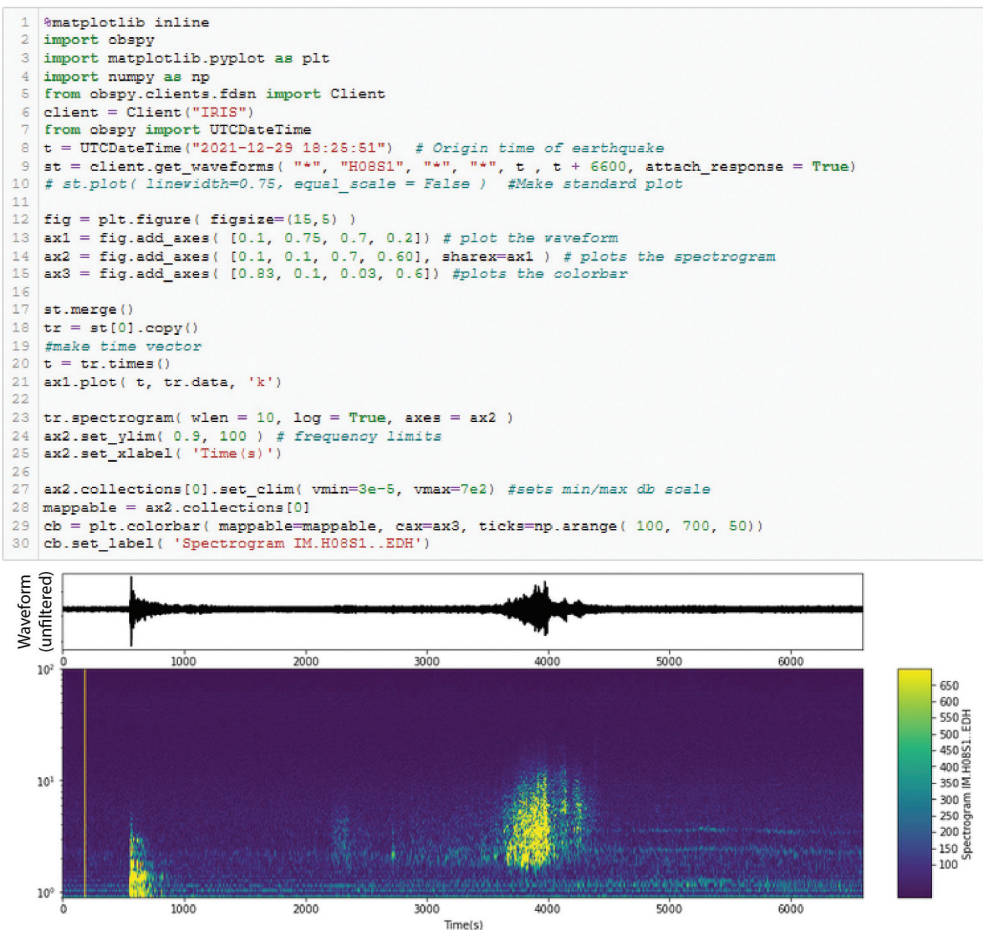 1 %matplotlib inline
2 import obspy
3 import matplotlib.pyplot as plt
4 import numpy as np
5 from obspy.clients.fdsn import Client
6 client = Client("IRIS")
7 from obspy import UTCDateTime
8 t = UTCDateTime("2021-12-29 18:25:51")  # Origin time of earthquake
9 st = client.get_waveforms( "*", "H08S1", "*", "*", t , t + 6600, attach_response = True)
10 # st.plot( linewidth=0.75, equal_scale = False )  #Make standard plot
11
12 fig = plt.figure( figsize=(15,5) )
13 ax1 = fig.add_axes( [0.1, 0.75, 0.7, 0.2]) # plot the waveform
14 ax2 = fig.add_axes( [0.1, 0.1, 0.7, 0.60], sharex=ax1 ) # plots the spectrogram
15 ax3 = fig.add_axes( [0.83, 0.1, 0.03, 0.6]) #plots the colorbar
16
17 st.merge()
18 tr = st[0].copy()
19 #make time vector
20 t = tr.times()
21 ax1.plot( t, tr.data, 'k')
22
23 tr.spectrogram( wlen = 10, log = True, axes = ax2 )
24 ax2.set_ylim( 0.9, 100 ) # frequency limits
25 ax2.set_xlabel( 'Time(s)')
26
27 ax2.collections[0].set_clim( vmin=3e-5, vmax=7e2) #sets min/max db scale
28 mappable = ax2.collections[0]
29 cb = plt.colorbar( mappable=mappable, cax=ax3, ticks=np.arange( 100, 700, 50))
30 cb.set_label( 'Spectrogram IM.H08S1..EDH')
Waveform
(unfiltered)
0 1000 2000 3000 4000 5000 6000
10²
10¹
10⁰
0 1000 2000 3000 4000 5000 6000
Time(s)
650
600
550
500
450
400
350
300
250
200
150
100
Spectrogram IM.H08S1..EDH